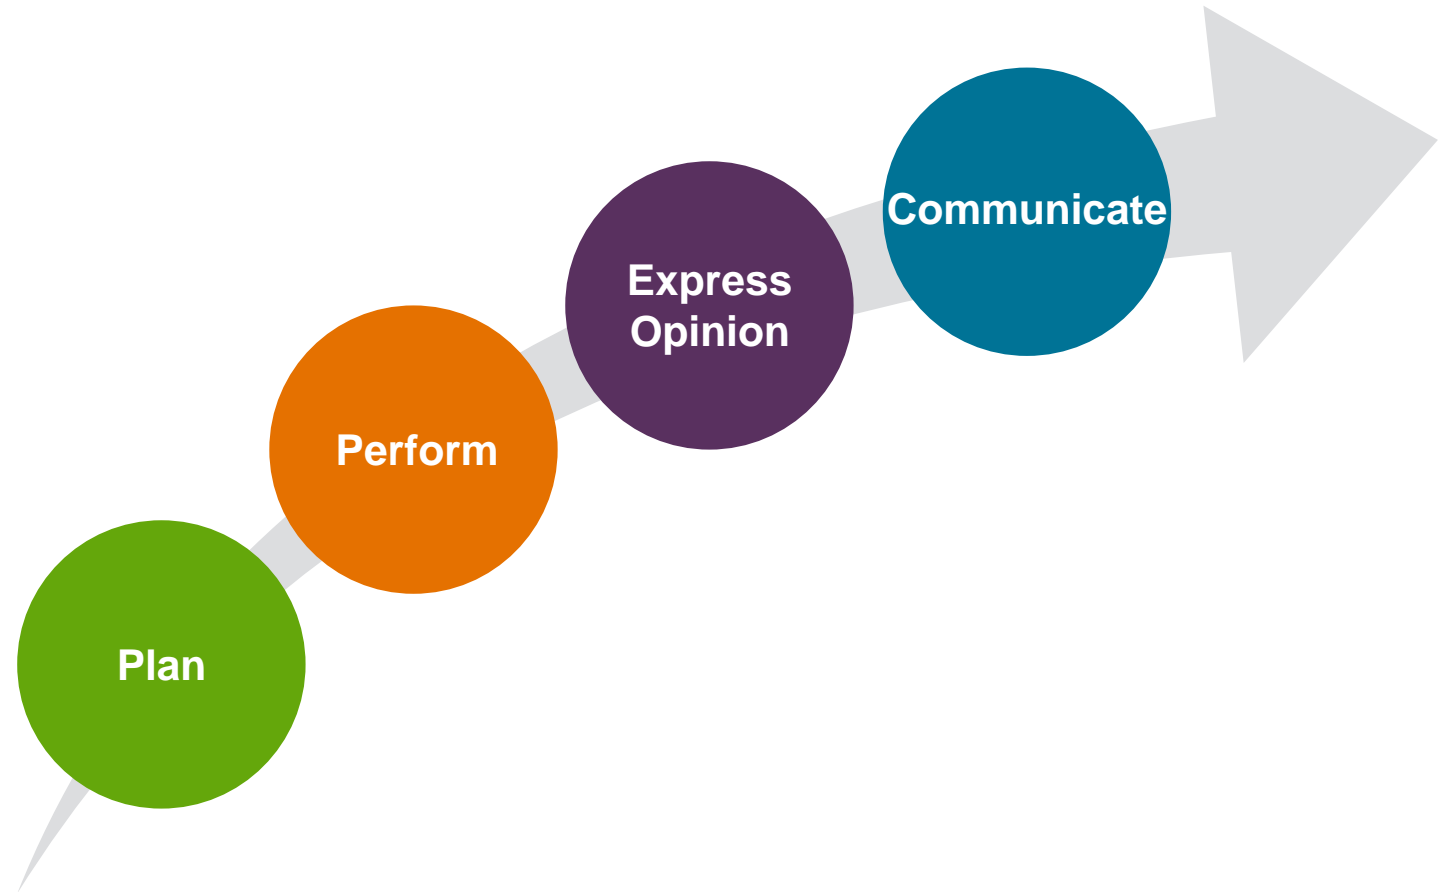 Plan
Perform
Express
Opinion
Communicate